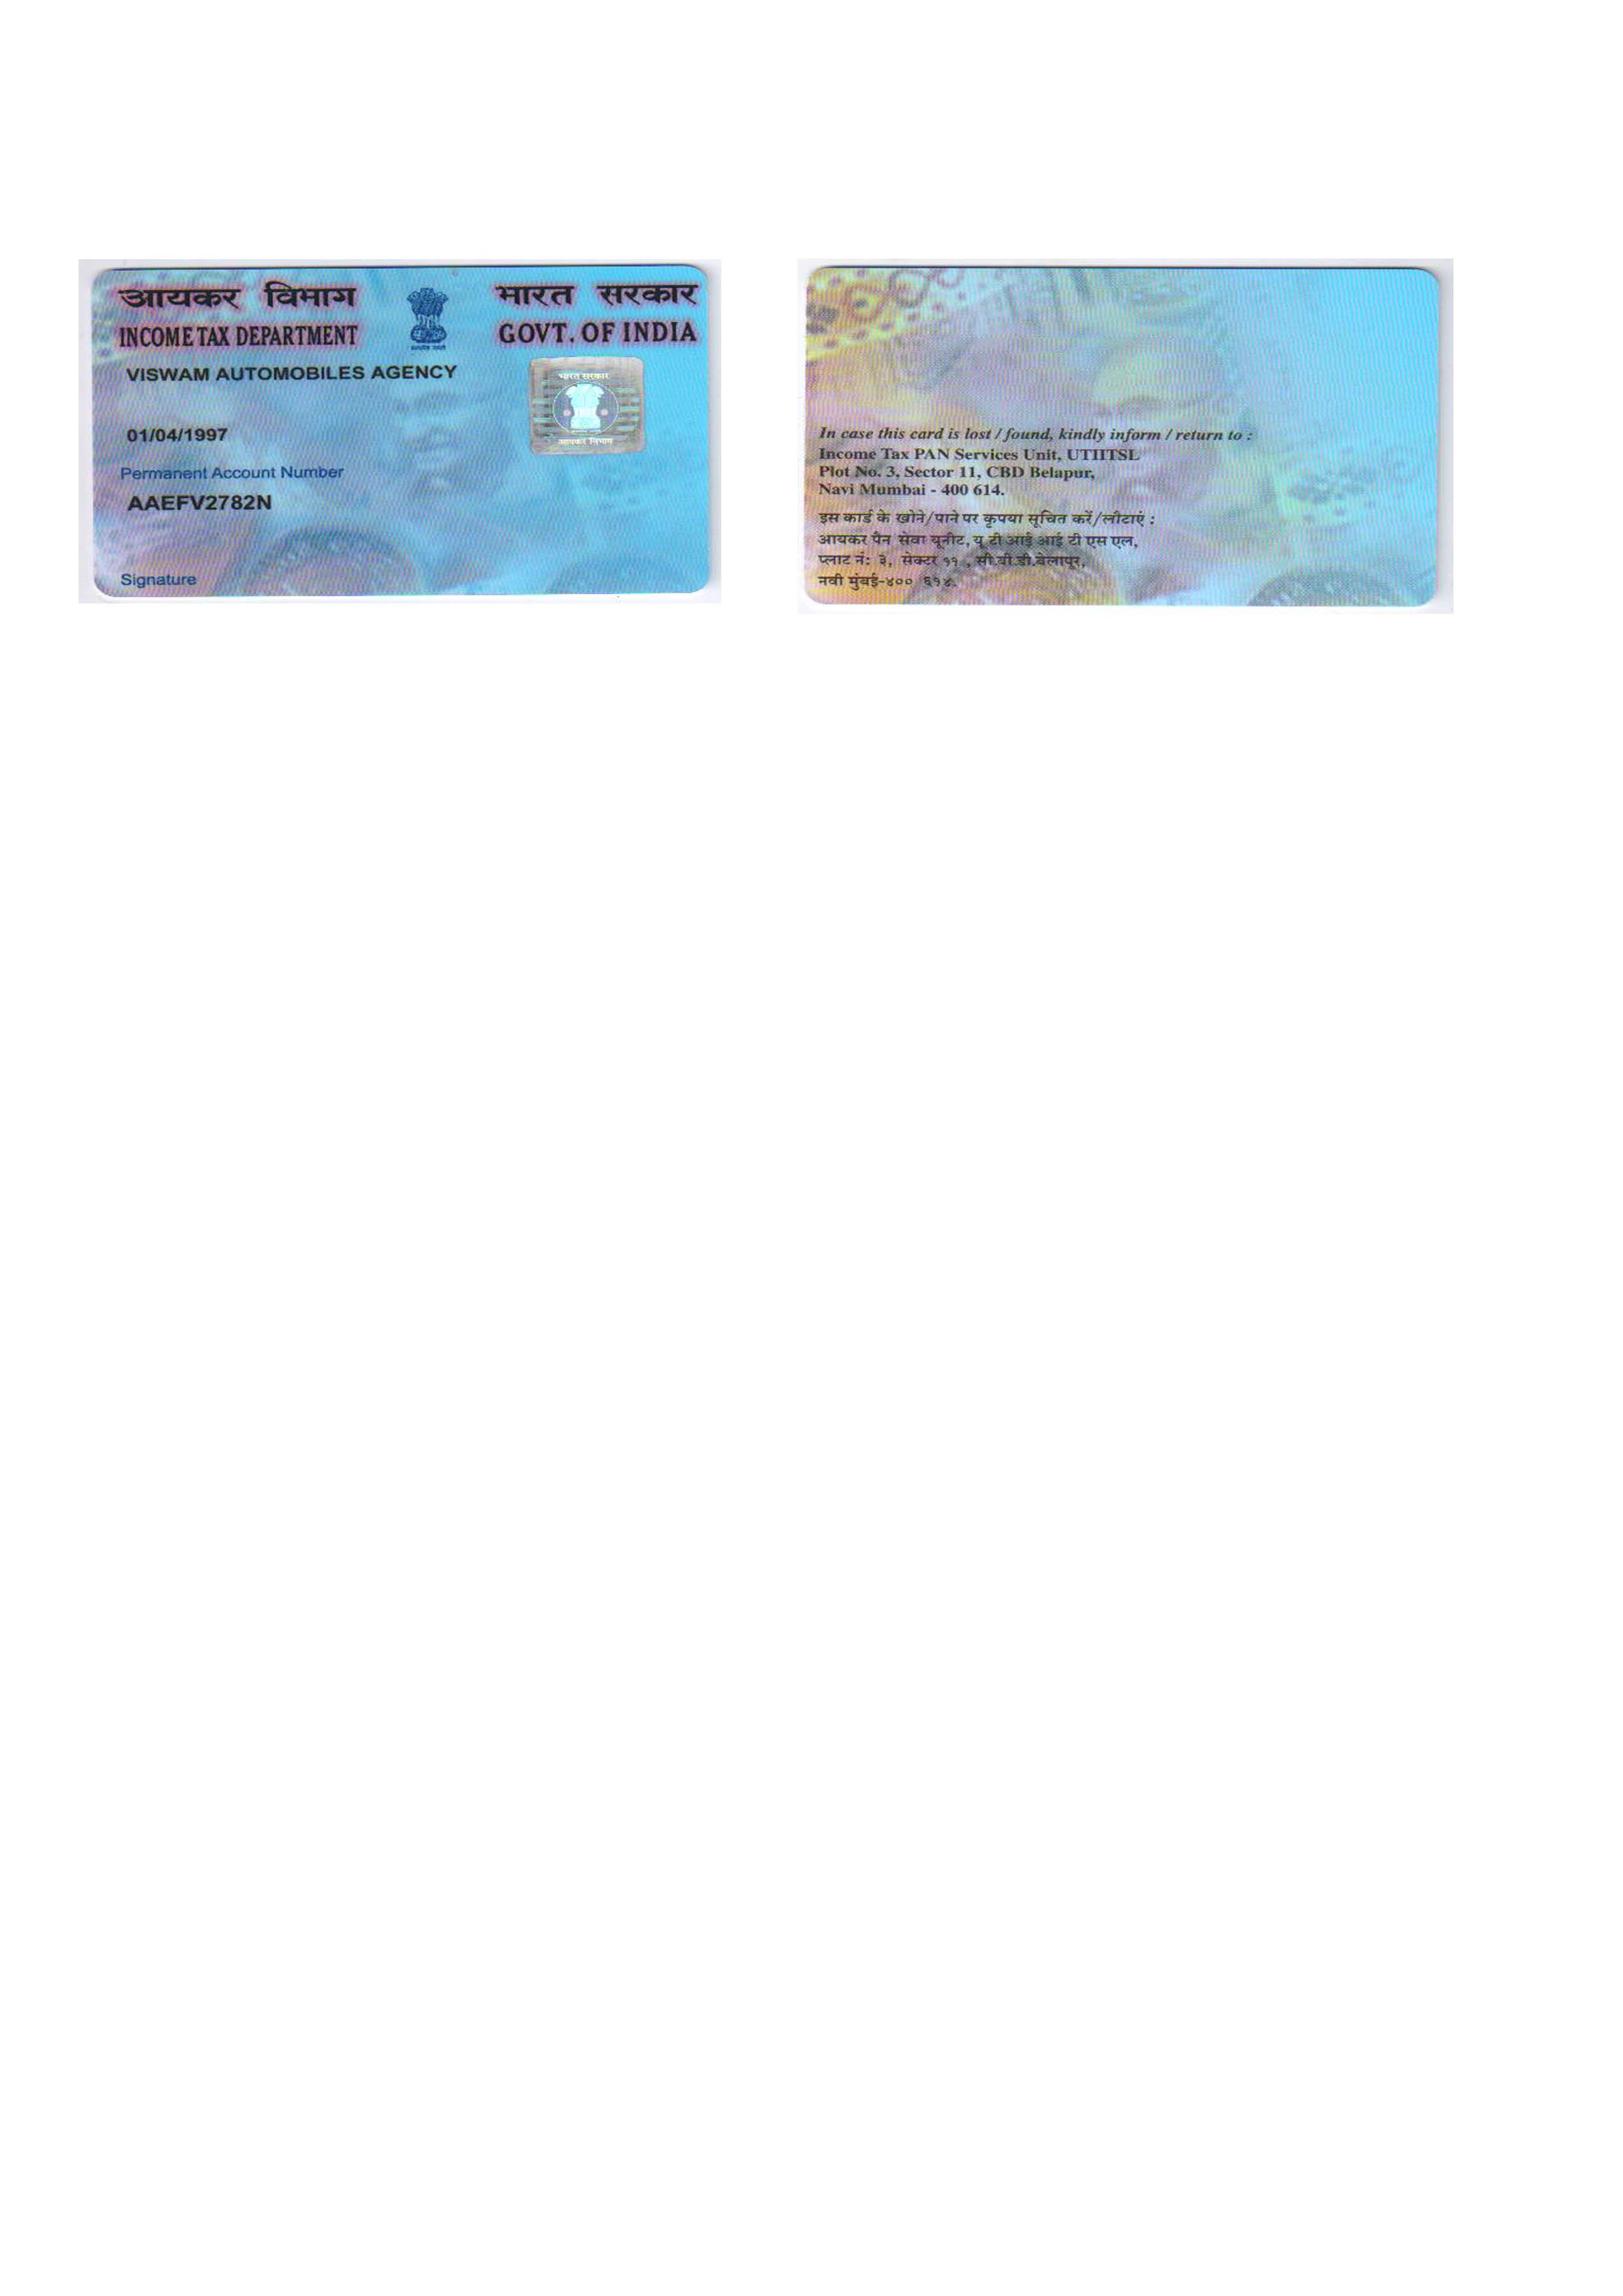 आयकर विभाग
INCOME TAX DEPARTMENT
भारत सरकार
GOVT. OF INDIA
VISWAM AUTOMOBILES AGENCY
भारत सरकार
आयकर विभाग
01/04/1997
Permanent Account Number
AAEFV2782N
Signature
In case this card is lost / found, kindly inform / return to :
Income Tax PAN Services Unit, UTIITSL
Plot No. 3, Sector 11, CBD Belapur,
Navi Mumbai - 400 614.
इस कार्ड के खोने/पाने पर कृपया सूचित करें/लौटाएं :
आयकर पैन सेवा यूनीट, यू टी आई आई टी एस एल,
प्लाट नं: ३, सेक्टर ११ , सी.बी.डी.बेलापूर,
नवी मुंबई-४०० ६१४.